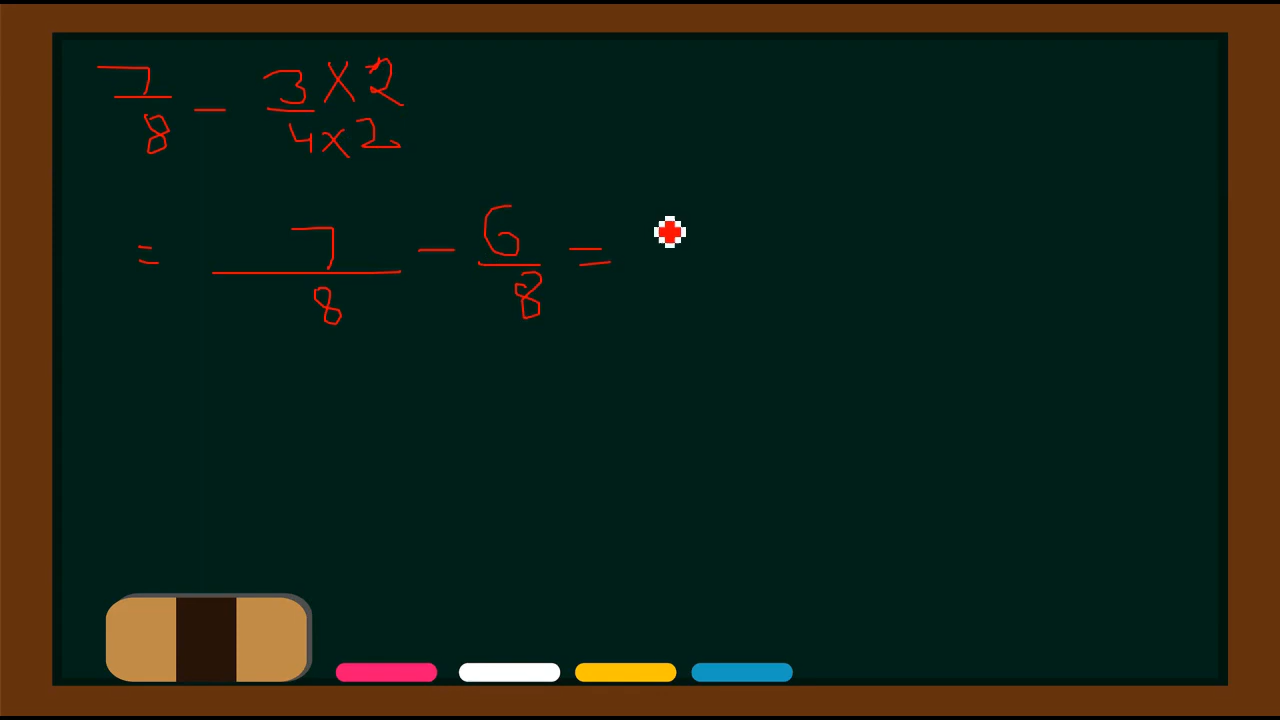 7/8 - 3×2/4×2
= 7/8 - 6/8 =